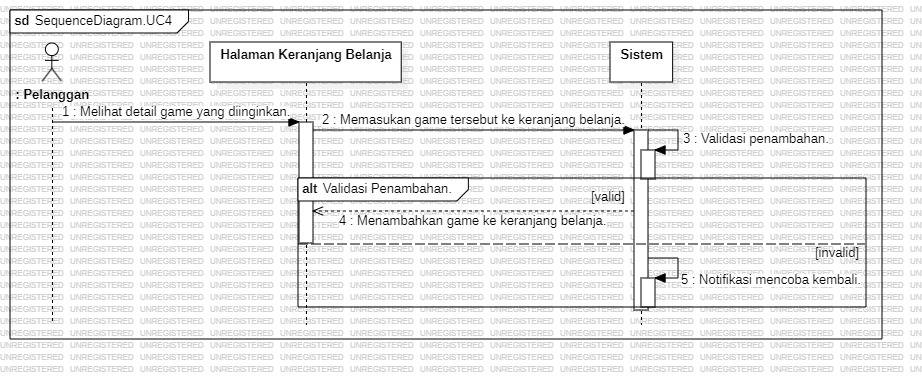 sd SequenceDiagram.UC4
Halaman Keranjang Belanja
Sistem
: Pelanggan
1 : Melihat detail game yang diinginkan.
2 : Memasukan game tersebut ke keranjang belanja.
3 : Validasi penambahan.
alt Validasi Penambahan.
[valid]
4 : Menambahkan game ke keranjang belanja.
[invalid]
5 : Notifikasi mencoba kembali.
UNREGISTERED